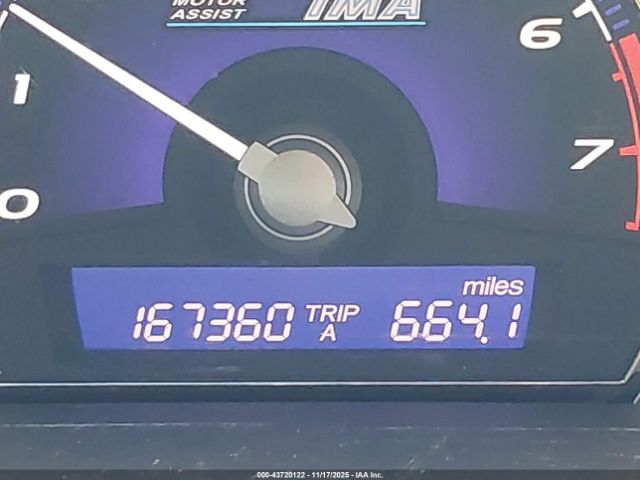 MOTOR IMA
ASSIST
6
1
7
0
miles
167360 TRIP A 664.1
000-43720122 - 11/17/2025 - IAA Inc.